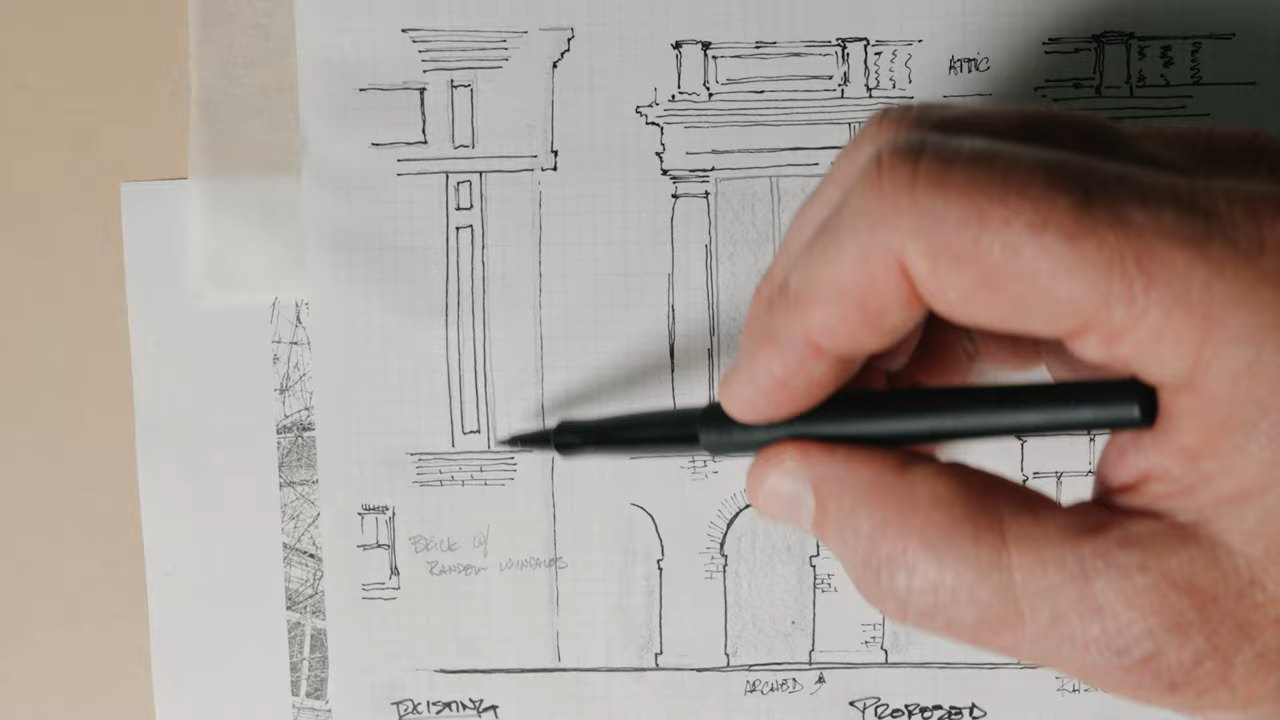 ATTIC
BRICK W/
RANDOM WINDOWS
ARCHED
EXISTING
PROPOSED